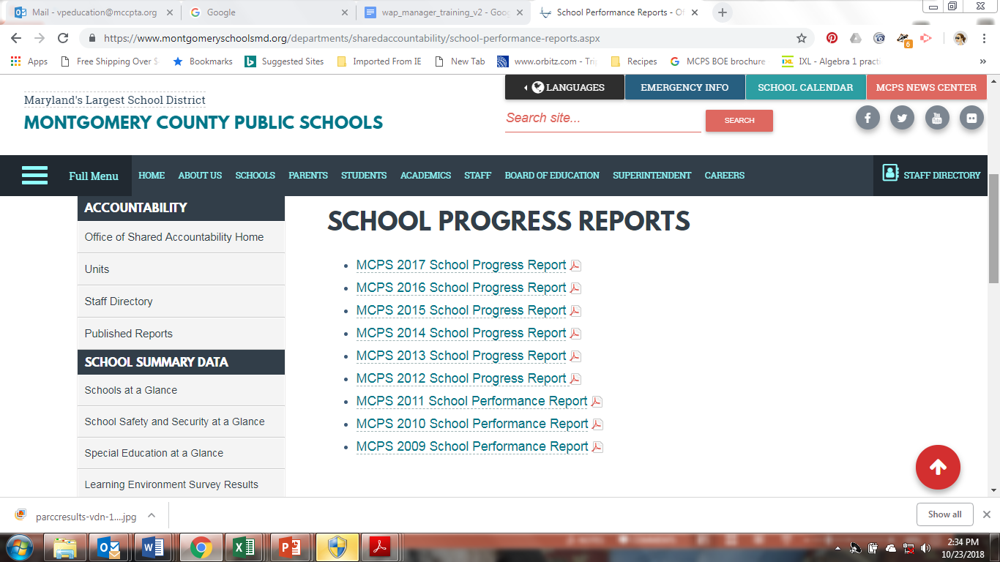 Mail - vpeducation@mccpta.org
Google
wap_manager_training_v2 - Goog
School Performance Reports - Of
https://www.montgomeryschoolsmd.org/departments/sharedaccountability/school-performance-reports.aspx
6
Apps
Free Shipping Over $
Bookmarks
Suggested Sites
Imported From IE
New Tab
www.orbitz.com - Trip
Recipes
MCPS BOE brochure
IXL - Algebra 1 practi
»
LANGUAGES
EMERGENCY INFO
SCHOOL CALENDAR
MCPS NEWS CENTER
Maryland's Largest School District
MONTGOMERY COUNTY PUBLIC SCHOOLS
Search site...
SEARCH
Full Menu
HOME
ABOUT US
SCHOOLS
PARENTS
STUDENTS
ACADEMICS
STAFF
BOARD OF EDUCATION
SUPERINTENDENT
CAREERS
STAFF DIRECTORY
ACCOUNTABILITY
Office of Shared Accountability Home
Units
Staff Directory
Published Reports
SCHOOL SUMMARY DATA
Schools at a Glance
School Safety and Security at a Glance
Special Education at a Glance
Learning Environment Survey Results
SCHOOL PROGRESS REPORTS
• MCPS 2017 School Progress Report
• MCPS 2016 School Progress Report
• MCPS 2015 School Progress Report
• MCPS 2014 School Progress Report
• MCPS 2013 School Progress Report
• MCPS 2012 School Progress Report
• MCPS 2011 School Performance Report
• MCPS 2010 School Performance Report
• MCPS 2009 School Performance Report
parccresults-vdn-1....jpg
Show all
2:34 PM
10/23/2018